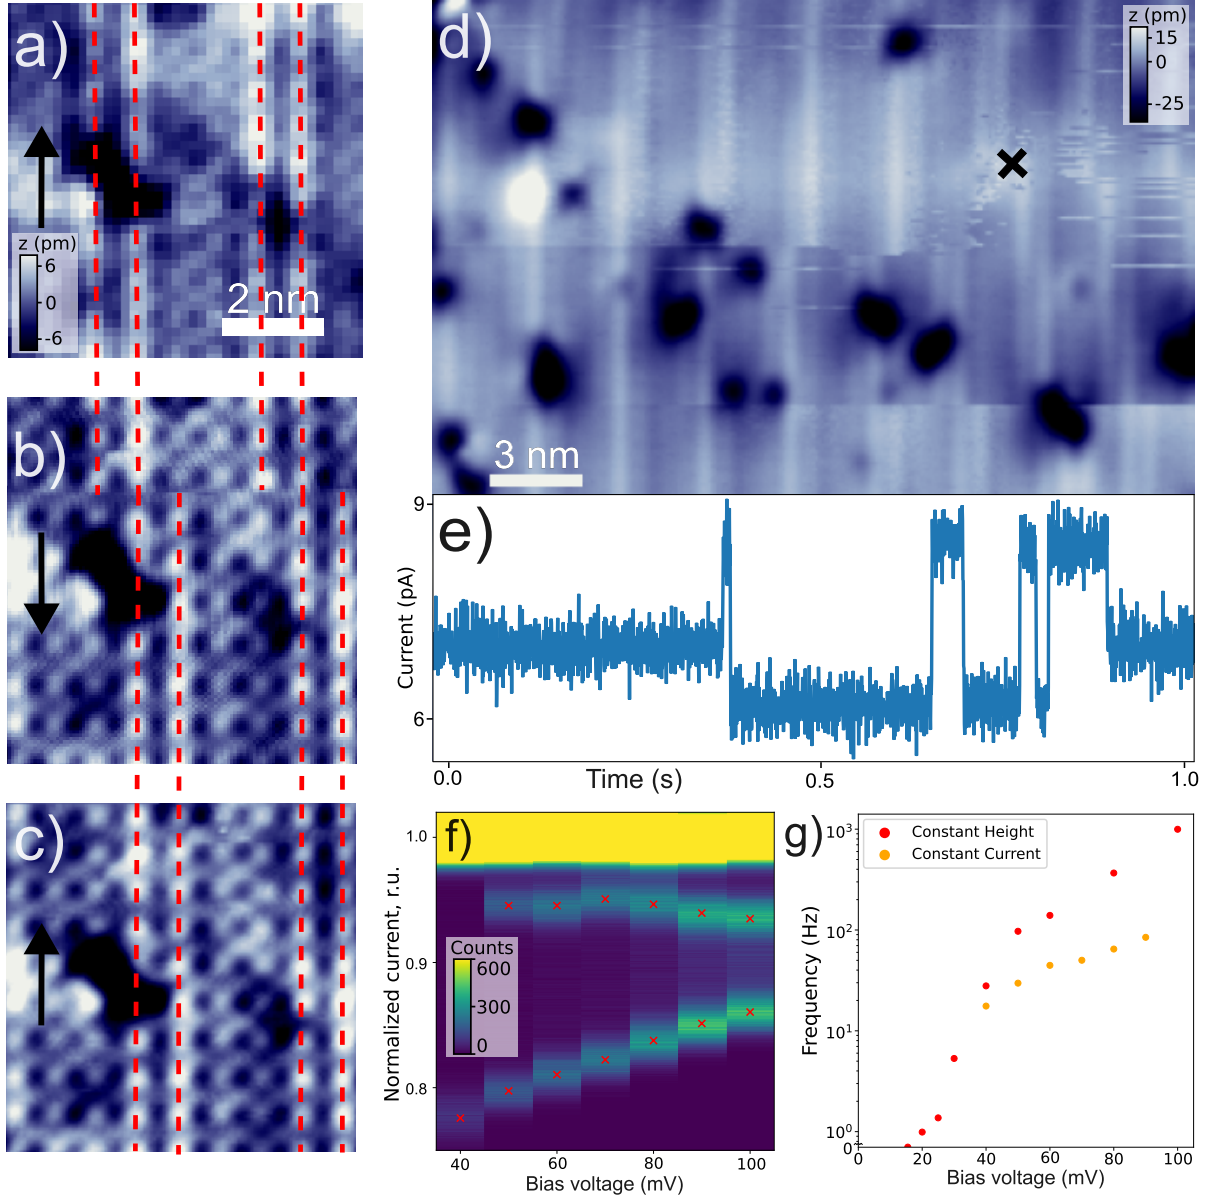 a)
z (pm)
6
0
-6
2 nm
b)
c)
d)
z (pm)
15
0
-25
3 nm
e)
9
6
Current (pA)
0.0
0.5
1.0
Time (s)
f)
1.0
0.9
0.8
Normalized current, r.u.
Counts
600
300
0
40
60
80
100
Bias voltage (mV)
g)
Constant Height
Constant Current
10³
10²
10¹
10⁰
0
Frequency (Hz)
0
20
40
60
80
100
Bias voltage (mV)